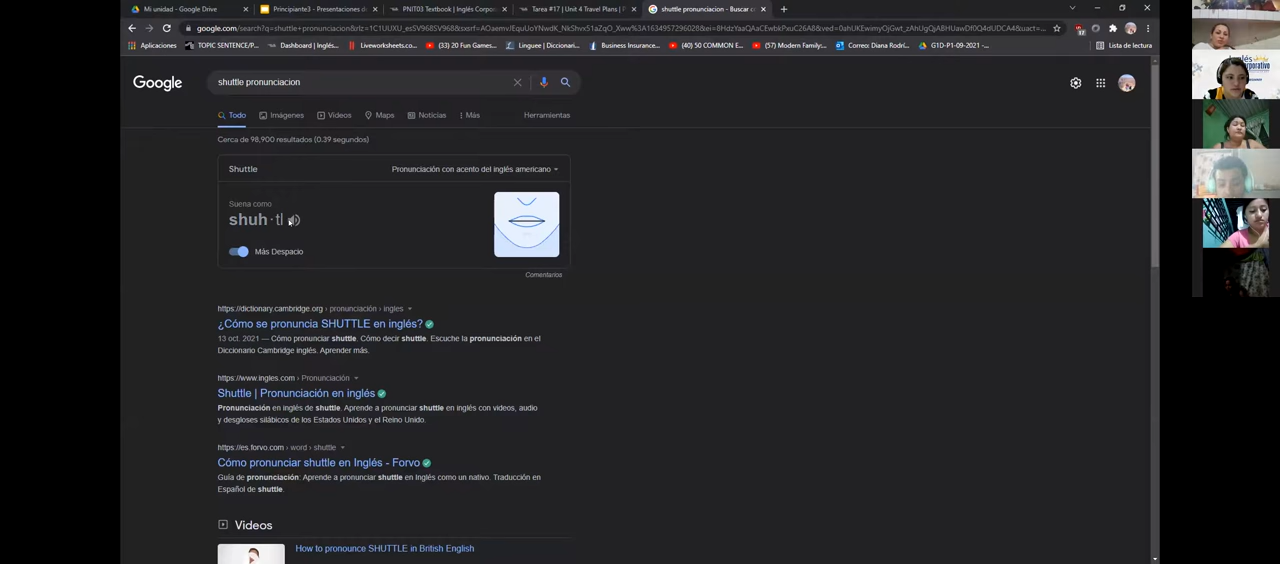 Mi unidad - Google Drive
Principiante3 - Presentaciones de
PNIT03 Textbook | Inglés Corpor
Tarea #17 | Unit 4 Travel Plans | P
shuttle pronunciacion - Buscar c
Aplicaciones
TOPIC SENTENCE/P...
Dashboard | Inglés...
Liveworksheets.co...
(33) 20 Fun Games...
Linguee | Diccionari...
Business Insurance...
(40) 50 COMMON E...
(57) Modern Family:...
Correo: Diana Rodrí...
G10-P1-09-2021 -
Lista de lectura
Google
shuttle pronunciacion
Todo
Imágenes
Videos
Maps
Noticias
Más
Herramientas
Cerca de 98,900 resultados (0.39 segundos)
Shuttle
Pronunciación con acento del inglés americano
Suena como
shuh·tl
Más Despacio
Comentarios
https://dictionary.cambridge.org › pronunciación › ingles
¿Cómo se pronuncia SHUTTLE en inglés?
13 oct. 2021 — Cómo pronunciar shuttle. Cómo decir shuttle. Escuche la pronunciación en el
Diccionario Cambridge inglés. Aprender más.
https://www.ingles.com › Pronunciación
Shuttle | Pronunciación en inglés
Pronunciación en inglés de shuttle. Aprende a pronunciar shuttle en inglés con videos, audio
y desgloses silábicos de los Estados Unidos y el Reino Unido.
https://es.forvo.com › word › shuttle
Cómo pronunciar shuttle en Inglés - Forvo
Guía de pronunciación: Aprende a pronunciar shuttle en Inglés como un nativo. Traducción en
Español de shuttle.
Videos
How to pronounce SHUTTLE in British English